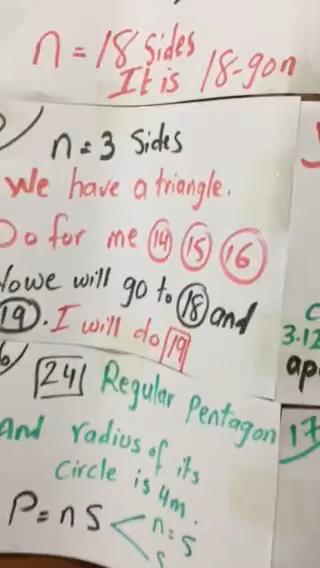 n = 18 sides
It is 18-gon
n = 3 sides
We have a triangle.
Do for me 14 15 16
Nowe will go to 18 and
19. I will do 19
24 Regular Pentagon
And radius of its
circle is 4m.
P = n S < n = 5
S
3.12
ap
17